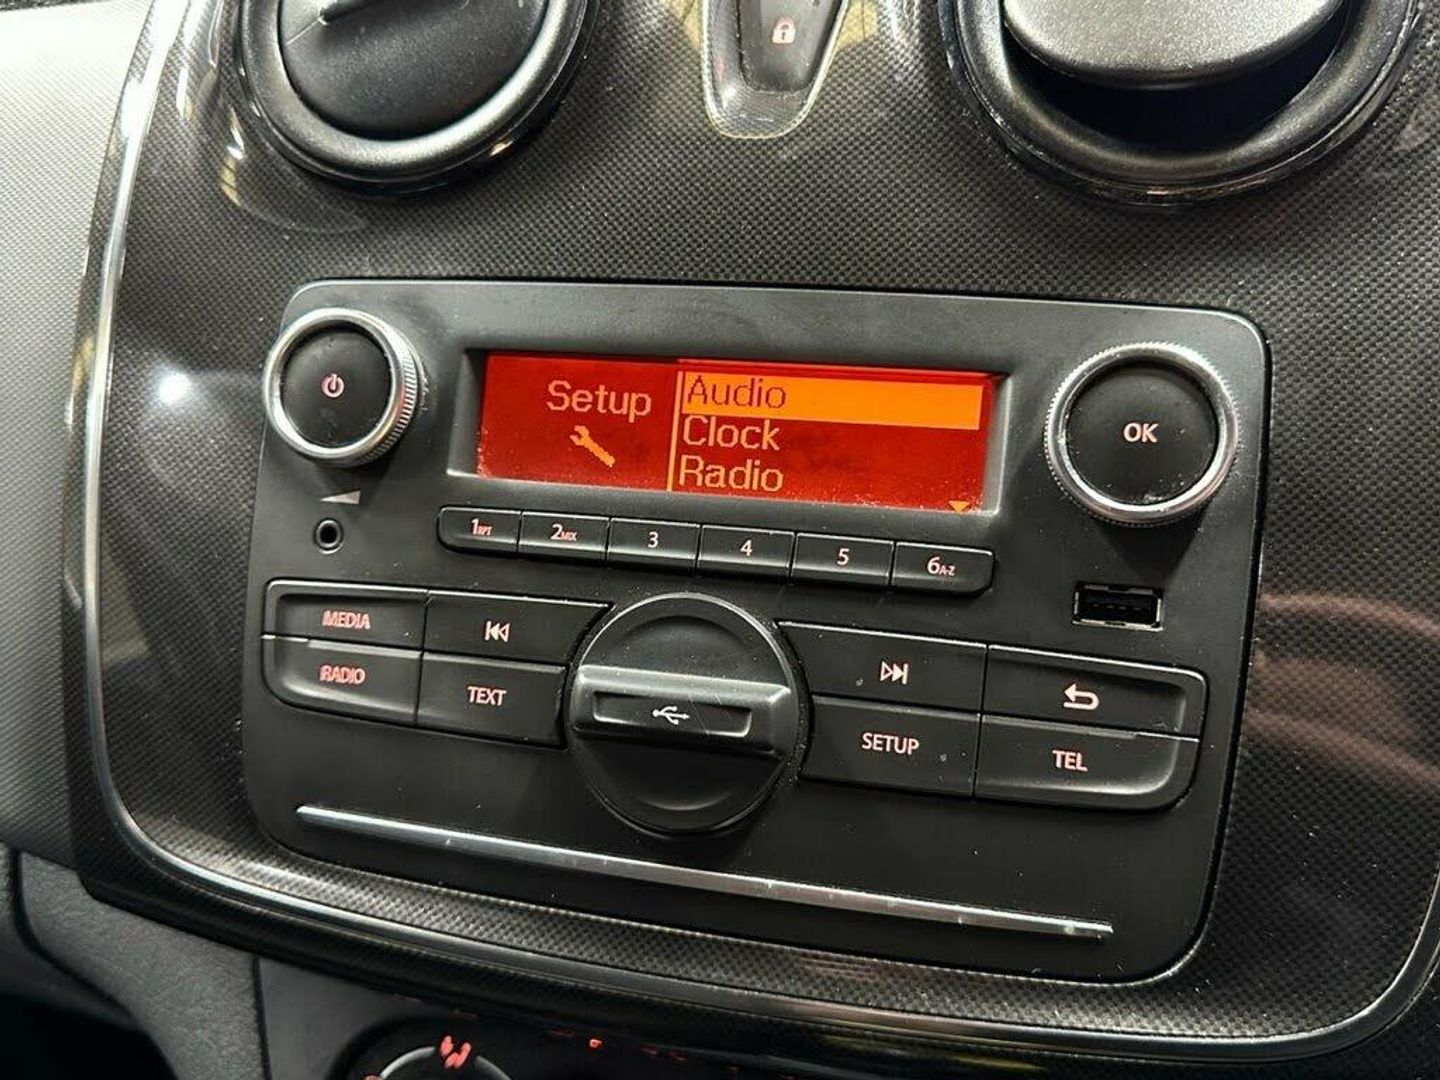 Setup
Audio
Clock
Radio
OK
1RPT 2MIX 3 4 5 6A-Z
MEDIA
RADIO
TEXT
SETUP
TEL